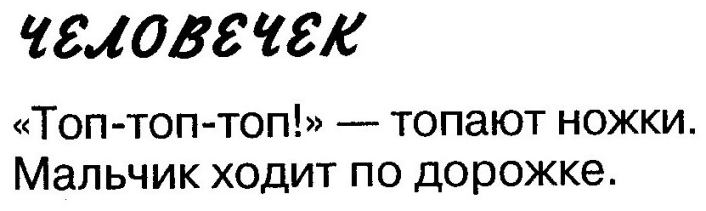 ЧЕЛОВЕЧЕК
«Топ-топ-топ!» — топают ножки.
Мальчик ходит по дорожке.